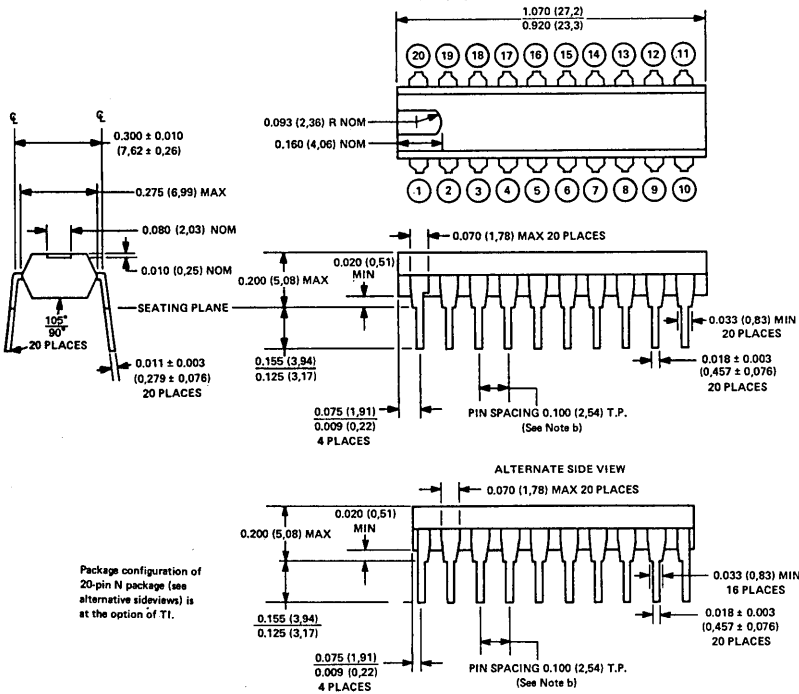 1.070 (27,2)
0.920 (23,3)
20 19 18 17 16 15 14 13 12 11
0.093 (2,36) R NOM
0.160 (4,06) NOM
1 2 3 4 5 6 7 8 9 10
℄ ℄
0.300 ± 0.010
(7,62 ± 0,26)
0.275 (6,99) MAX
0.080 (2,03) NOM
0.010 (0,25) NOM
SEATING PLANE
105°
90°
20 PLACES
0.011 ± 0.003
(0,279 ± 0,076)
20 PLACES
0.070 (1,78) MAX 20 PLACES
0.020 (0,51)
MIN
0.200 (5,08) MAX
0.155 (3,94)
0.125 (3,17)
0.075 (1,91)
0.009 (0,22)
4 PLACES
PIN SPACING 0.100 (2,54) T.P.
(See Note b)
0.033 (0,83) MIN
20 PLACES
0.018 ± 0.003
(0,457 ± 0,076)
20 PLACES
ALTERNATE SIDE VIEW
0.070 (1,78) MAX 20 PLACES
0.020 (0,51)
MIN
0.200 (5,08) MAX
0.155 (3,94)
0.125 (3,17)
0.075 (1,91)
0.009 (0,22)
4 PLACES
PIN SPACING 0.100 (2,54) T.P.
(See Note b)
0.033 (0,83) MIN
16 PLACES
0.018 ± 0.003
(0,457 ± 0,076)
20 PLACES
Package configuration of
20-pin N package (see
alternative sideviews) is
at the option of TI.